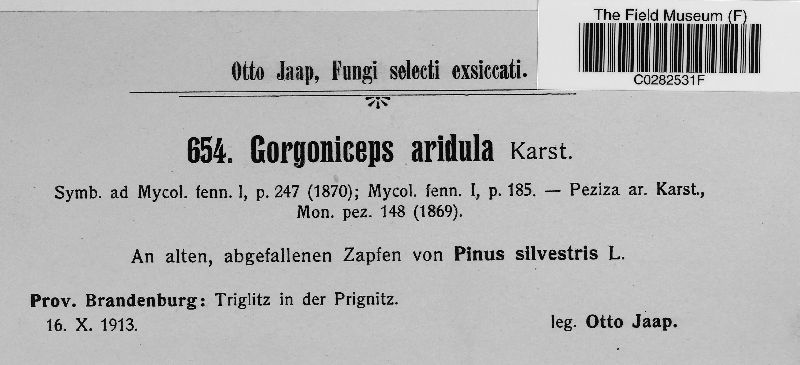 The Field Museum (F)
C0282531F
Otto Jaap, Fungi selecti exsiccati.
654. Gorgoniceps aridula Karst.
Symb. ad Mycol. fenn. I, p. 247 (1870); Mycol. fenn. I, p. 185. — Peziza ar. Karst.,
Mon. pez. 148 (1869).
An alten, abgefallenen Zapfen von Pinus silvestris L.
Prov. Brandenburg: Triglitz in der Prignitz.
16. X. 1913.
leg. Otto Jaap.